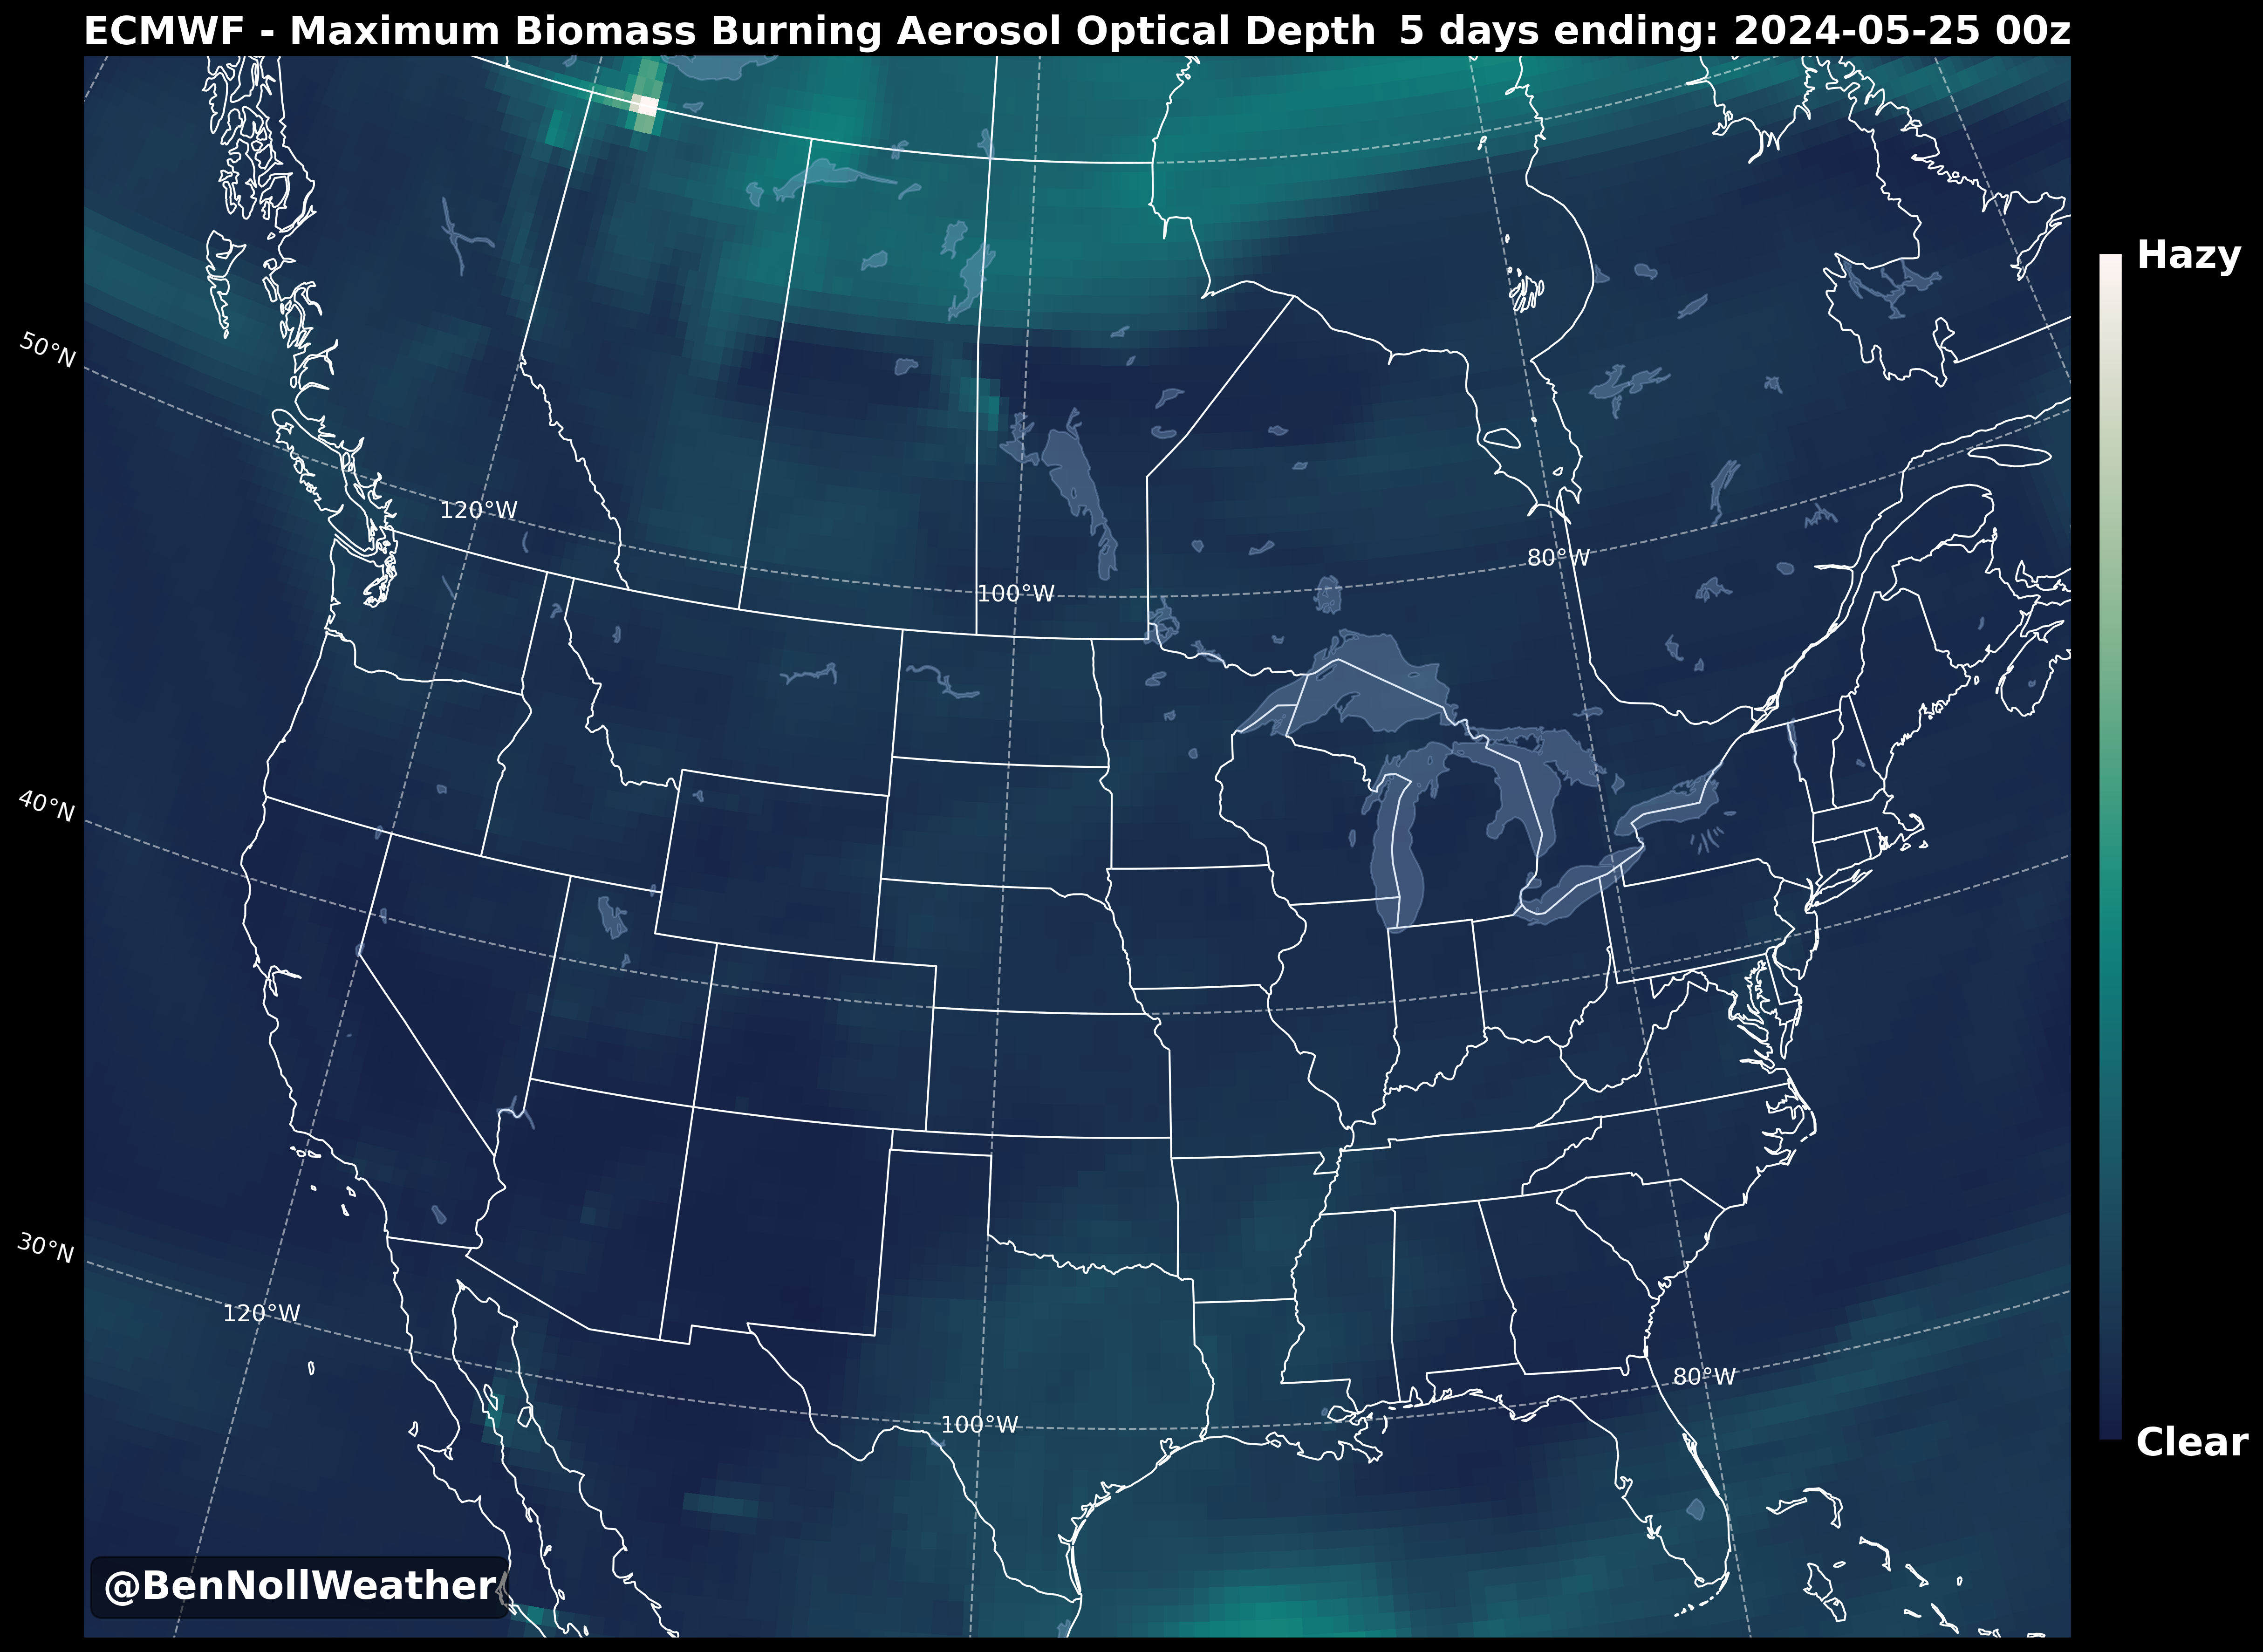 ECMWF - Maximum Biomass Burning Aerosol Optical Depth 5 days ending: 2024-05-25 00z
Hazy
50°N
120°W
80°W
100°W
40°N
30°N
120°W
80°W
100°W
Clear
@BenNollWeather